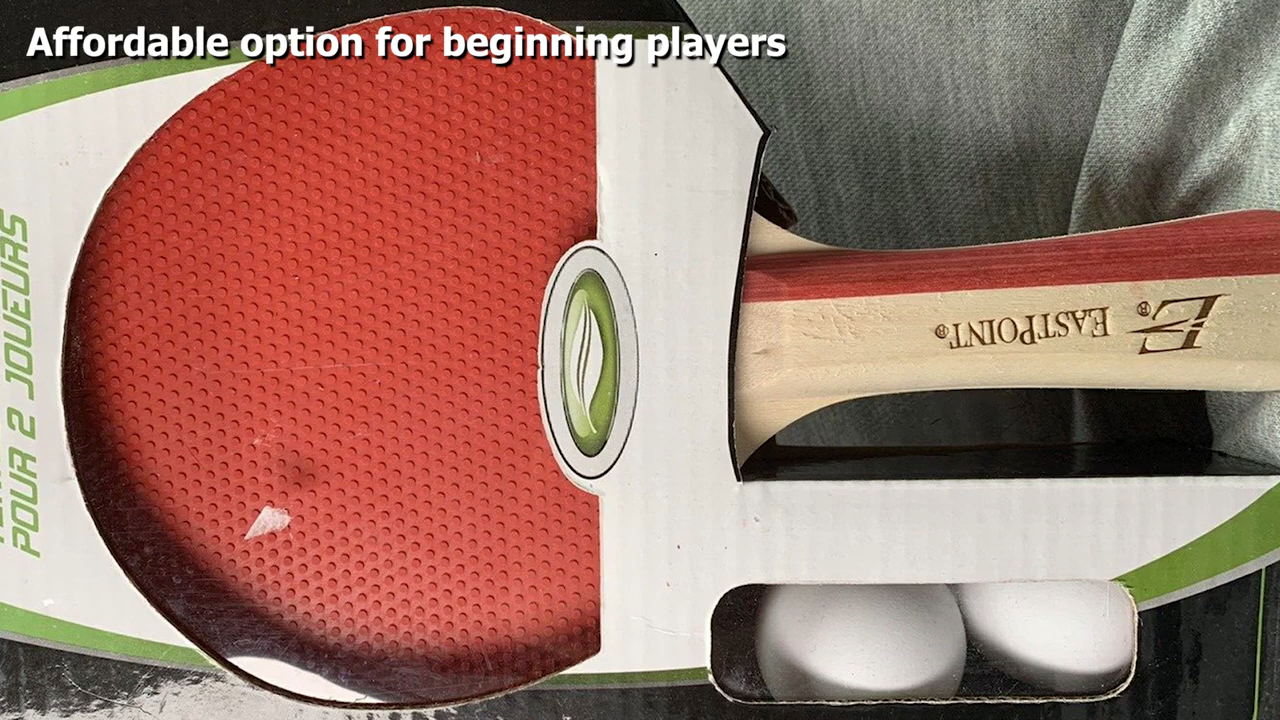 Affordable option for beginning players
POUR 2 JOUEURS
EASTPOINT®
E®